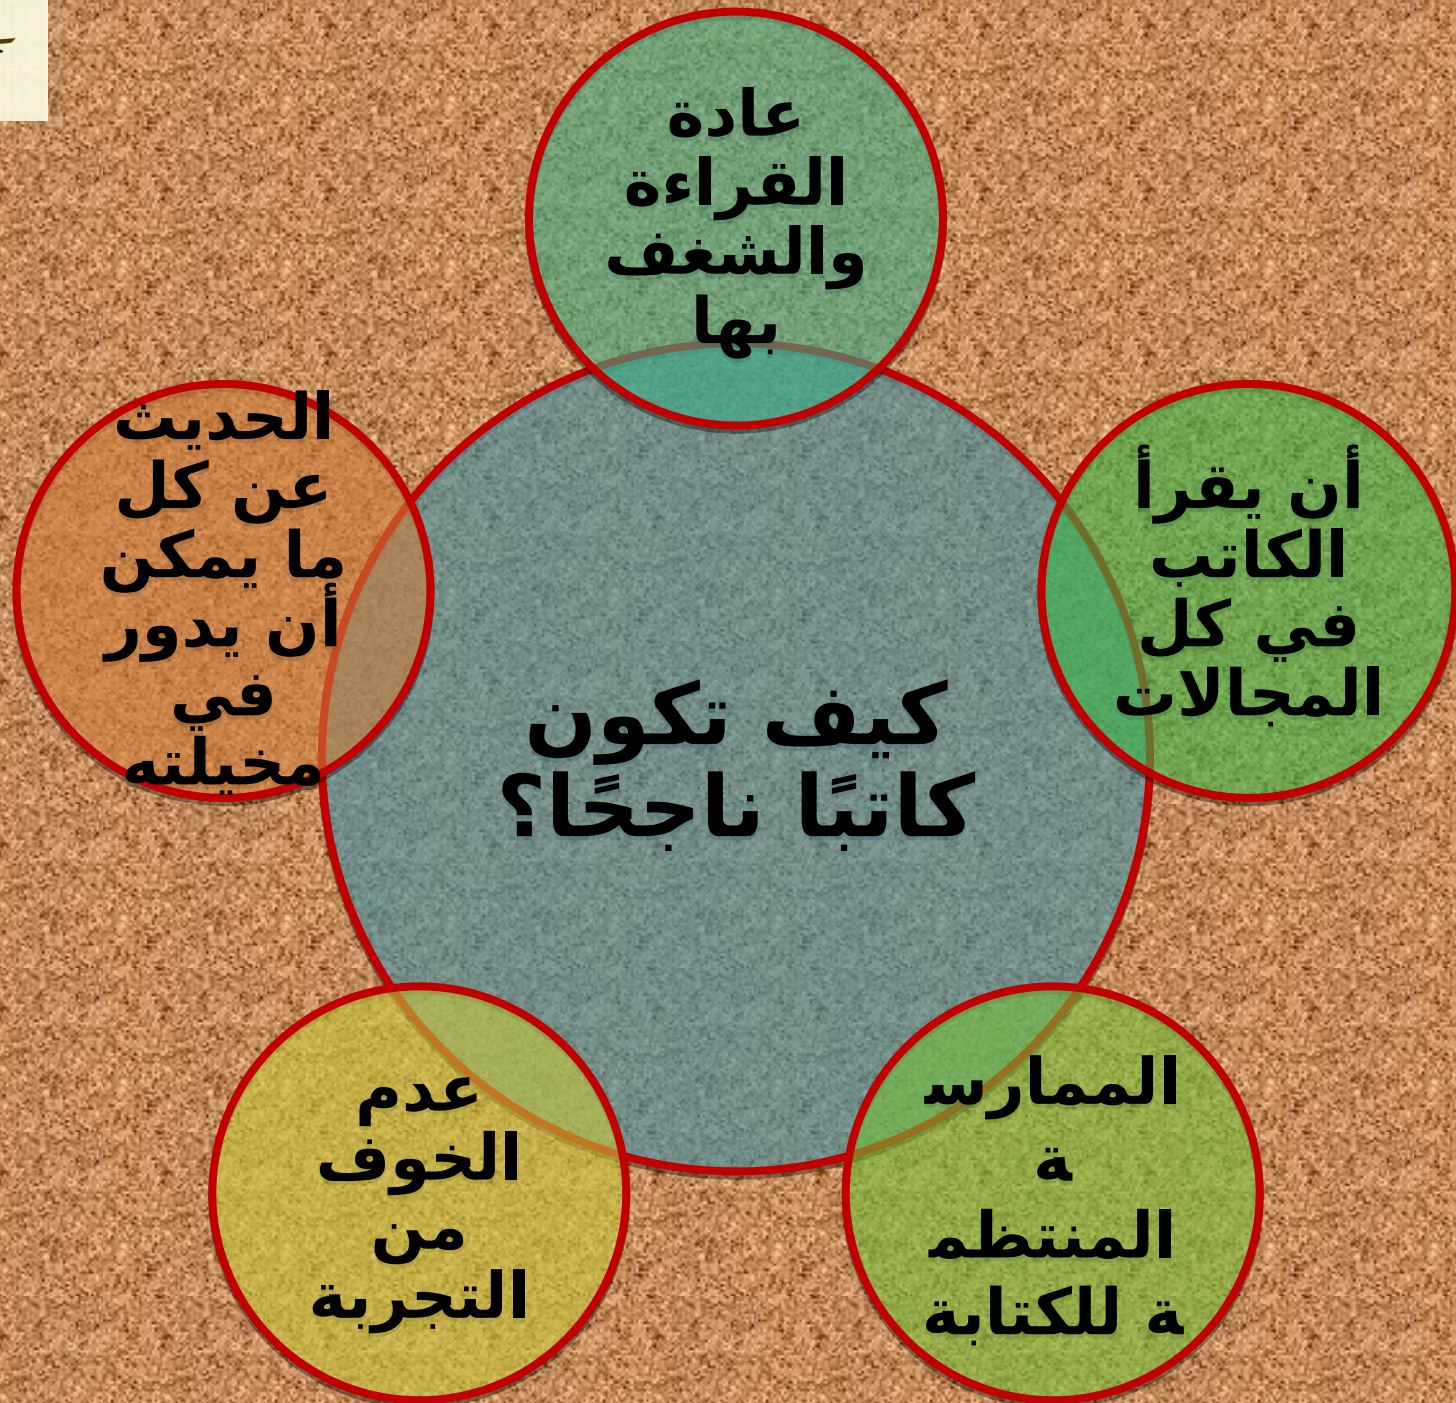 عادة
القراءة
والشغف
بها
أن يقرأ
الكاتب
في كل
المجالات
الممارس
ة
المنتظم
ة للكتابة
عدم
الخوف
من
التجربة
الحديث
عن كل
ما يمكن
أن يدور
في
مخيلته
كيف تكون
كاتبًا ناجحًا؟